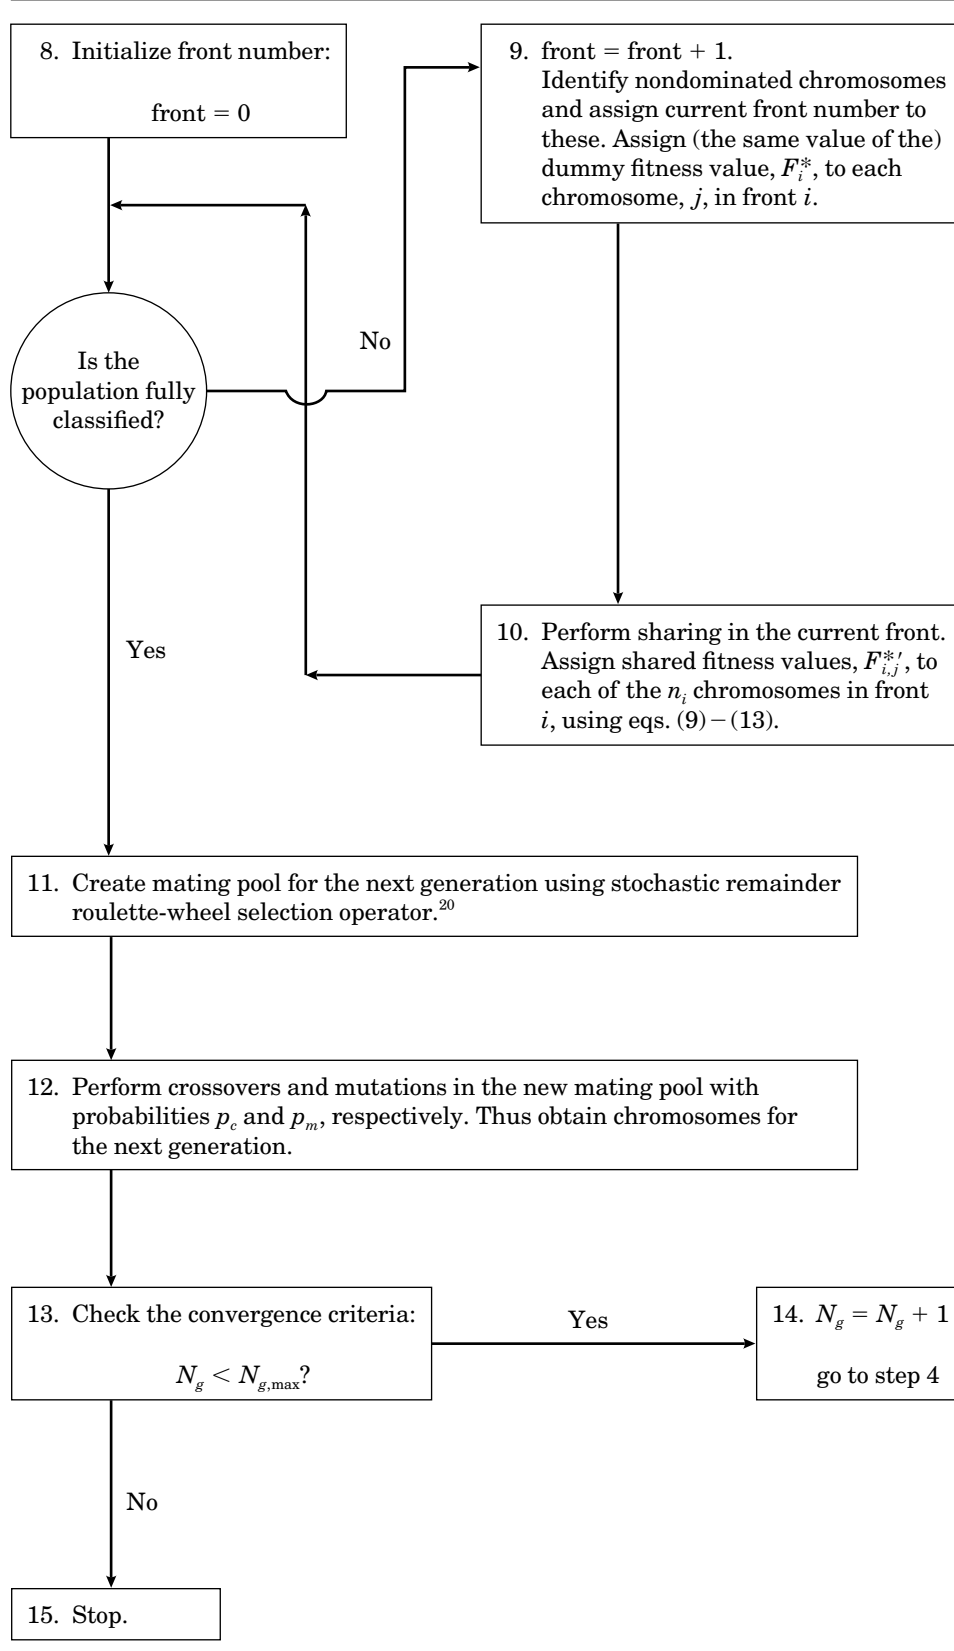 8. Initialize front number:
front = 0
9. front = front + 1.
Identify nondominated chromosomes
and assign current front number to
these. Assign (the same value of the)
dummy fitness value, F_i^*, to each
chromosome, j, in front i.
No
Is the
population fully
classified?
Yes
10. Perform sharing in the current front.
Assign shared fitness values, F_{i,j}^{*′}, to
each of the n_i chromosomes in front
i, using eqs. (9)–(13).
11. Create mating pool for the next generation using stochastic remainder
roulette-wheel selection operator.^20
12. Perform crossovers and mutations in the new mating pool with
probabilities p_c and p_m, respectively. Thus obtain chromosomes for
the next generation.
13. Check the convergence criteria:
N_g < N_{g,max}?
Yes
14. N_g = N_g + 1
go to step 4
No
15. Stop.